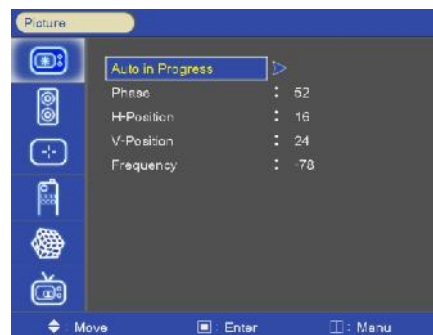 Picture
Auto in Progress
Phase : 52
H-Position : 16
V-Position : 24
Frequency : -78
Move : Enter : Menu